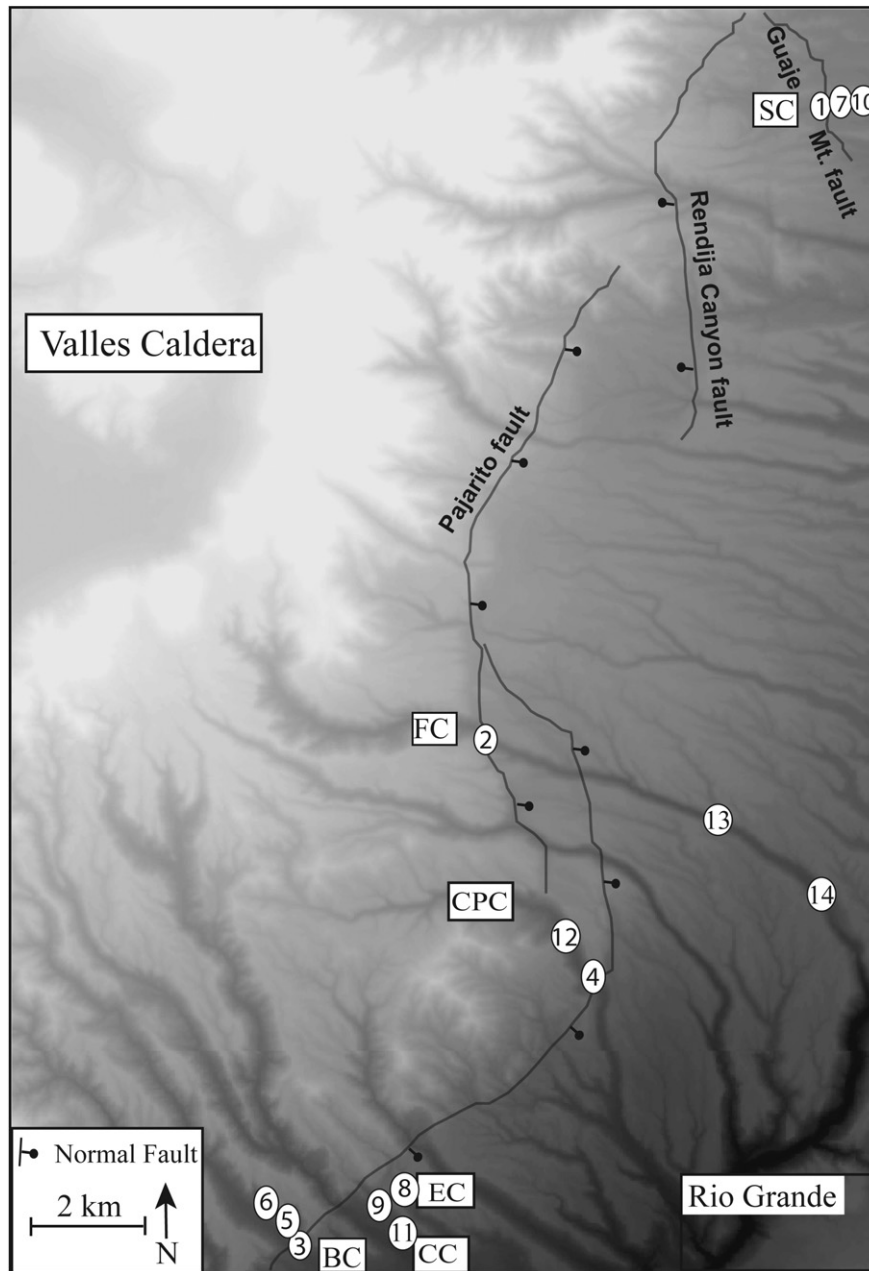 Guaje
Mt. fault
SC
1
7
10
Rendija Canyon fault
Valles Caldera
Pajarito fault
FC
2
13
CPC
14
12
4
Normal Fault
2 km
N
6
5
3
8
9
11
EC
BC
CC
Rio Grande